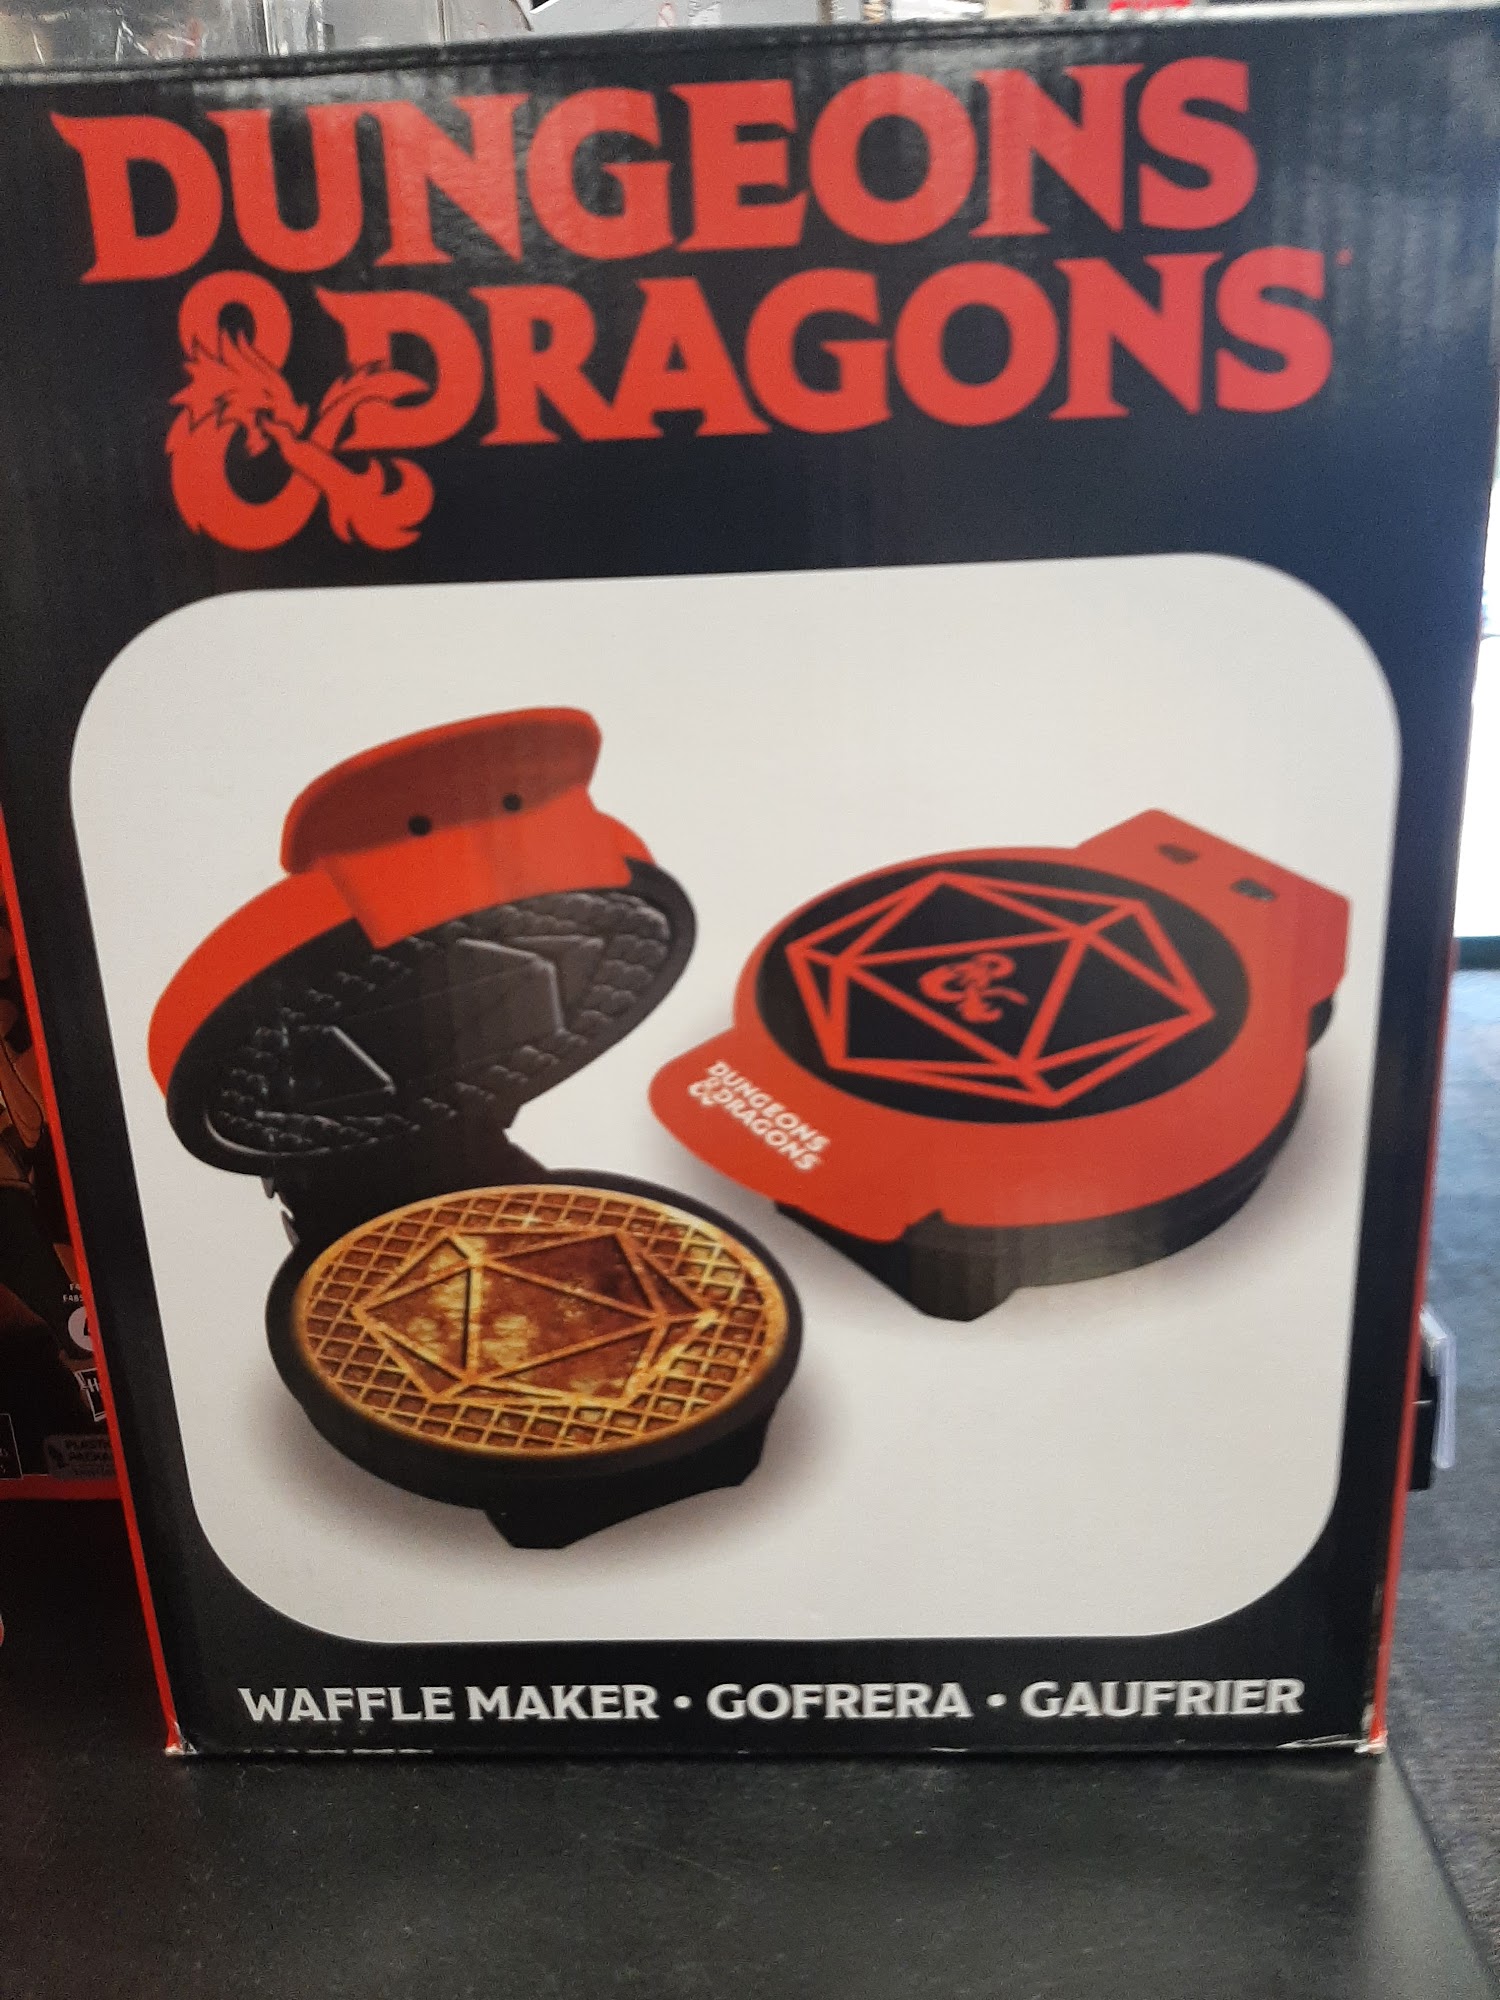 DUNGEONS
& DRAGONS
DUNGEONS
& DRAGONS
WAFFLE MAKER • GOFRERA • GAUFRIER